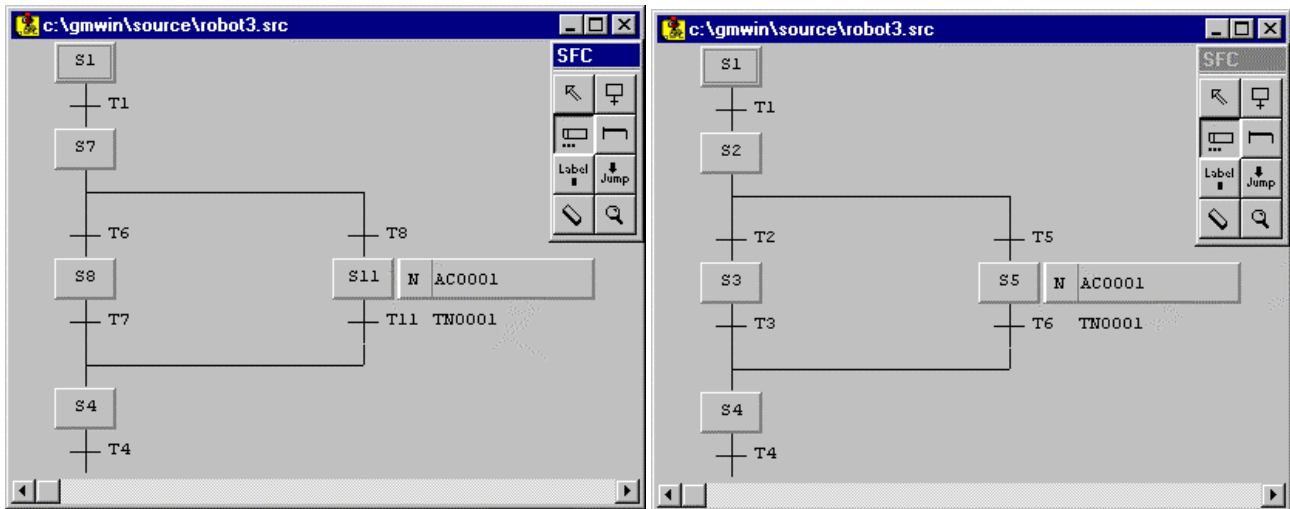 c:\gmwin\source\robot3.src
SFC
S1
T1
S7
Label
Jump
T6
T8
S8
S11
N AC0001
T7
T11 TN0001
S4
T4
c:\gmwin\source\robot3.src
SFC
S1
T1
S2
Label
Jump
T2
T5
S3
S5
N AC0001
T3
T6 TN0001
S4
T4